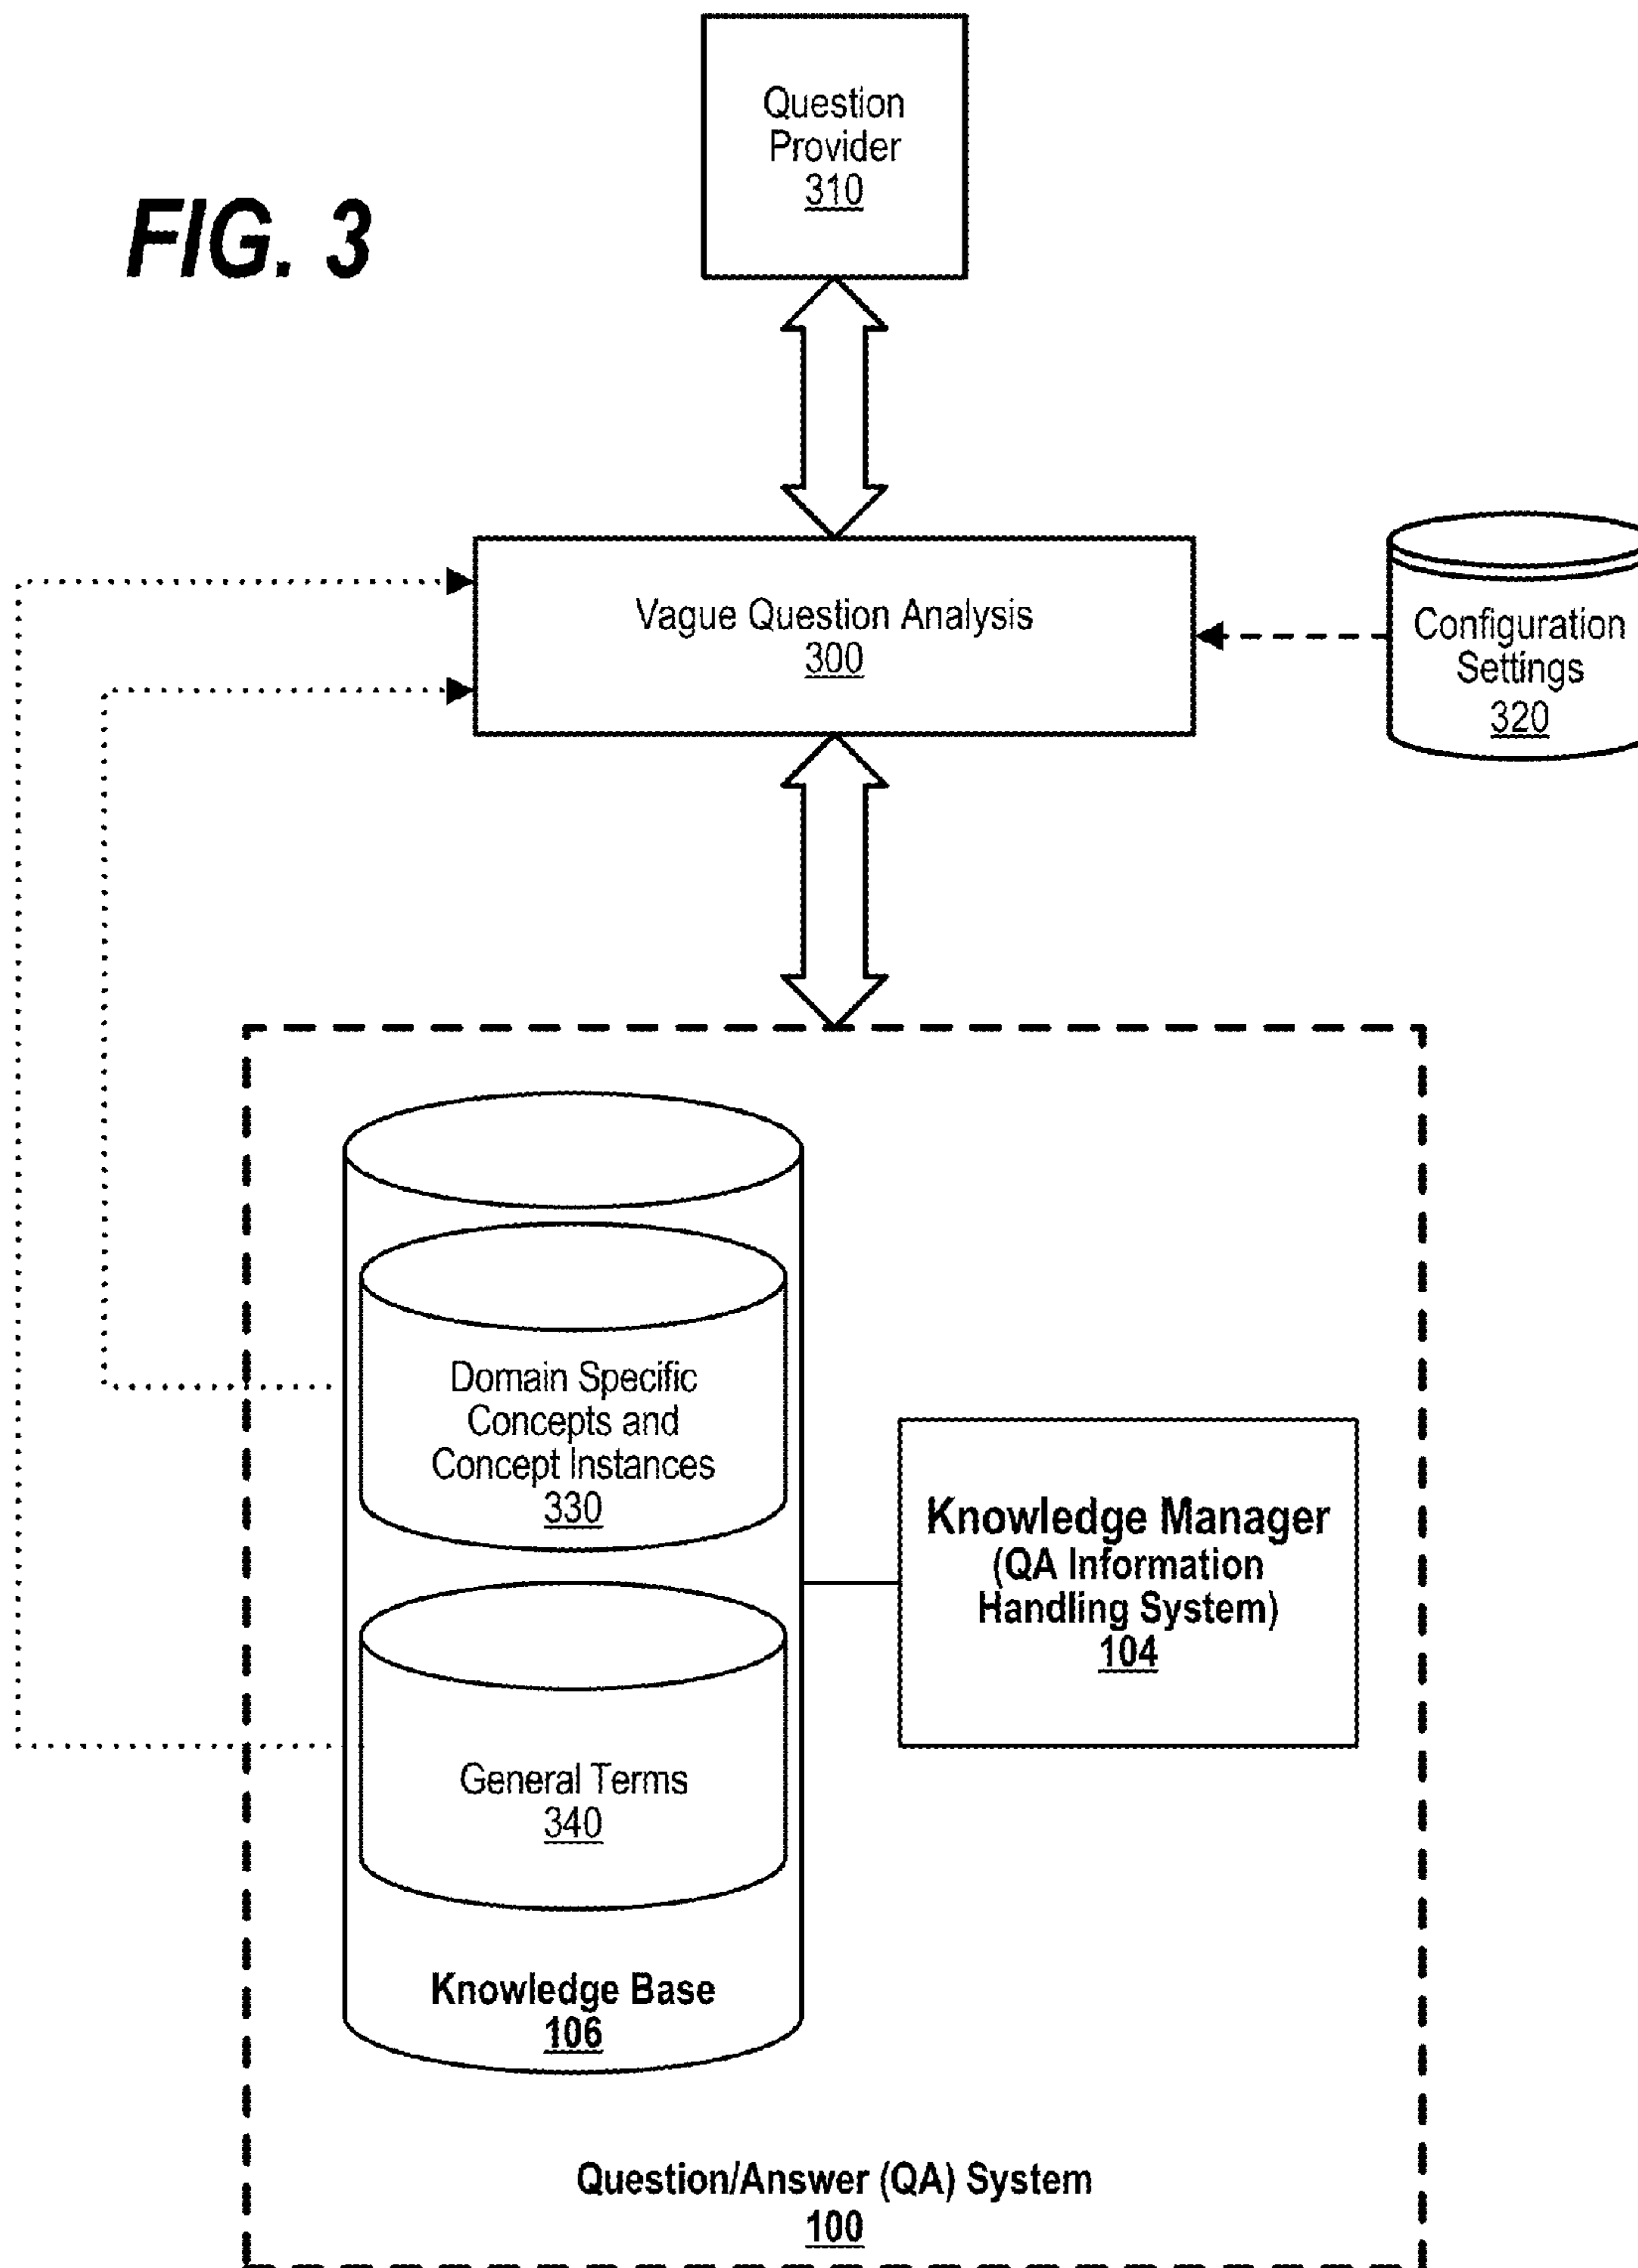 Question
Provider
310
FIG. 3
Vague Question Analysis
300
Configuration
Settings
320
Domain Specific
Concepts and
Concept Instances
330
Knowledge Manager
(QA Information
Handling System)
104
General Terms
340
Knowledge Base
106
Question/Answer (QA) System
100